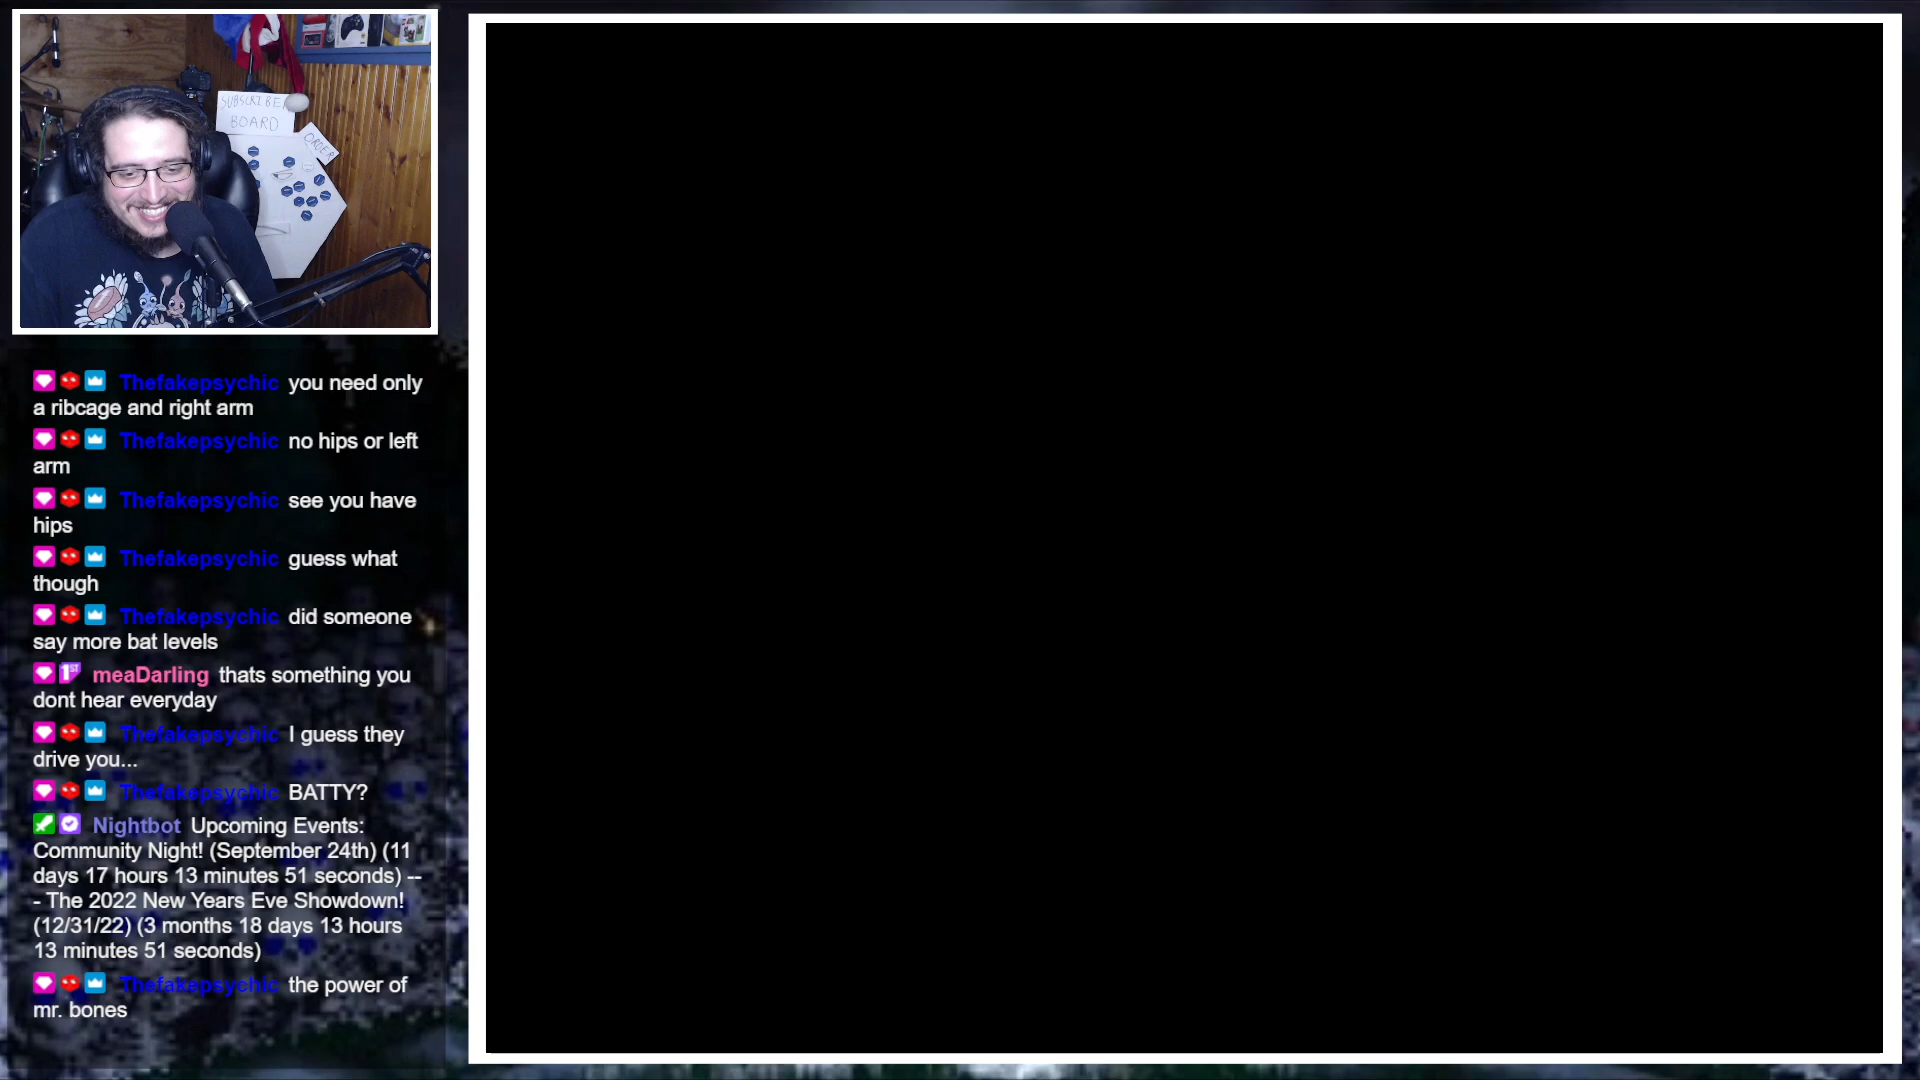 SUBSCRIBER
BOARD
ORDER
Thefakepsychic you need only
a ribcage and right arm
Thefakepsychic no hips or left
arm
Thefakepsychic see you have
hips
Thefakepsychic guess what
though
Thefakepsychic did someone
say more bat levels
1ST meaDarling thats something you
dont hear everyday
Thefakepsychic I guess they
drive you...
Thefakepsychic BATTY?
Nightbot Upcoming Events:
Community Night! (September 24th) (11
days 17 hours 13 minutes 51 seconds) --
- The 2022 New Years Eve Showdown!
(12/31/22) (3 months 18 days 13 hours
13 minutes 51 seconds)
Thefakepsychic the power of
mr. bones